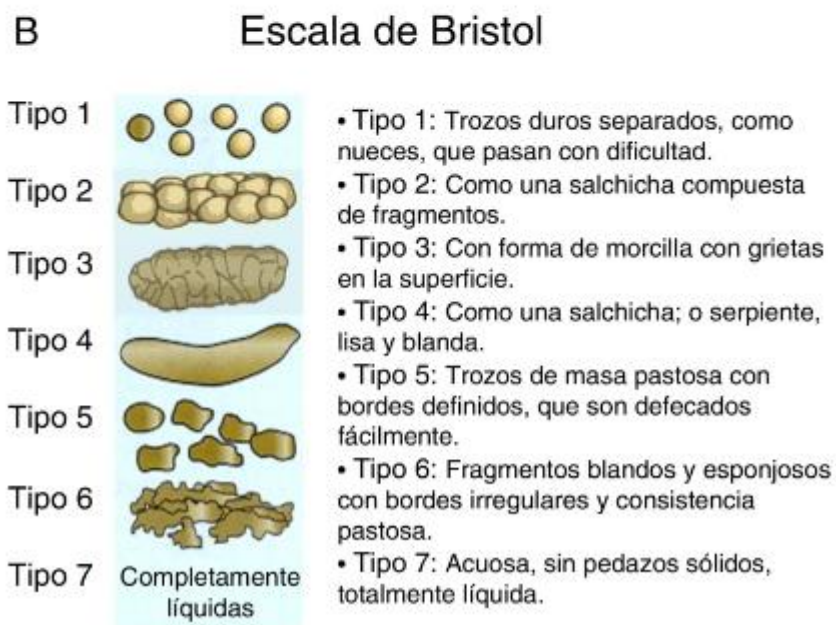 B
Escala de Bristol
Tipo 1
Tipo 2
Tipo 3
Tipo 4
Tipo 5
Tipo 6
Tipo 7
Completamente
líquidas
• Tipo 1: Trozos duros separados, como
nueces, que pasan con dificultad.
• Tipo 2: Como una salchicha compuesta
de fragmentos.
• Tipo 3: Con forma de morcilla con grietas
en la superficie.
• Tipo 4: Como una salchicha; o serpiente,
lisa y blanda.
• Tipo 5: Trozos de masa pastosa con
bordes definidos, que son defecados
fácilmente.
• Tipo 6: Fragmentos blandos y esponjosos
con bordes irregulares y consistencia
pastosa.
• Tipo 7: Acuosa, sin pedazos sólidos,
totalmente líquida.